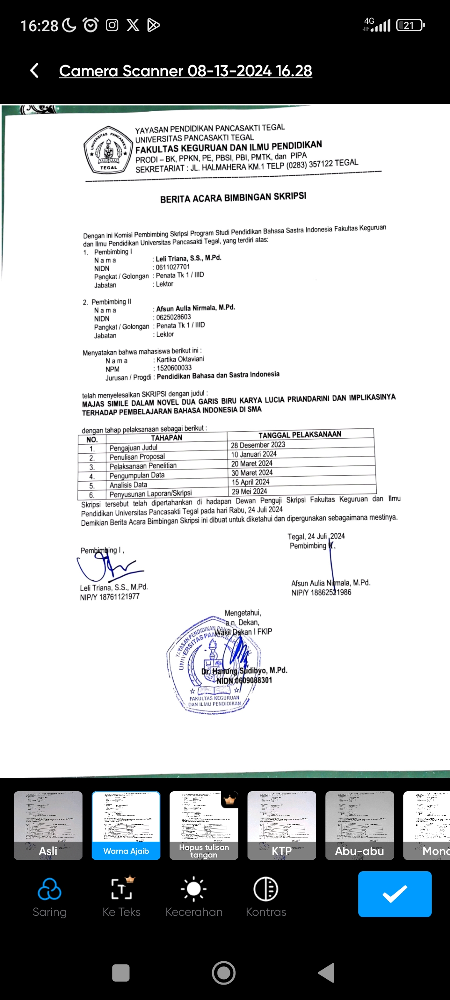 16:28
4G
21
Camera Scanner 08-13-2024 16.28
UNIVERSITAS PANCASAKTI
TEGAL
YAYASAN PENDIDIKAN PANCASAKTI TEGAL
UNIVERSITAS PANCASAKTI TEGAL
FAKULTAS KEGURUAN DAN ILMU PENDIDIKAN
PRODI – BK, PPKN, PE, PBSI, PBI, PMTK, dan PIPA
SEKRETARIAT : JL. HALMAHERA KM.1 TELP (0283) 357122 TEGAL
BERITA ACARA BIMBINGAN SKRIPSI
Dengan ini Komisi Pembimbing Skripsi Program Studi Pendidikan Bahasa Sastra Indonesia Fakultas Keguruan
dan Ilmu Pendidikan Universitas Pancasakti Tegal, yang terdiri atas:
1. Pembimbing I
N a m a : Leli Triana, S.S., M.Pd.
NIDN : 0611027701
Pangkat / Golongan : Penata Tk 1 / IIID
Jabatan : Lektor
2. Pembimbing II
N a m a : Afsun Aulia Nirmala, M.Pd.
NIDN : 0625028603
Pangkat / Golongan : Penata Tk 1 / IIID
Jabatan : Lektor
Menyatakan bahwa mahasiswa berikut ini :
N a m a : Kartika Oktaviani
NPM : 1520600033
Jurusan / Progdi : Pendidikan Bahasa dan Sastra Indonesia
telah menyelesaikan SKRIPSI dengan judul :
MAJAS SIMILE DALAM NOVEL DUA GARIS BIRU KARYA LUCIA PRIANDARINI DAN IMPLIKASINYA
TERHADAP PEMBELAJARAN BAHASA INDONESIA DI SMA
dengan tahap pelaksanaan sebagai berikut :
NO. TAHAPAN TANGGAL PELAKSANAAN
1. Pengajuan Judul 28 Desember 2023
2. Penulisan Proposal 10 Januari 2024
3. Pelaksanaan Penelitian 20 Maret 2024
4. Pengumpulan Data 30 Maret 2024
5. Analisis Data 15 April 2024
6. Penyusunan Laporan/Skripsi 29 Mei 2024
Skripsi tersebut telah dipertahankan di hadapan Dewan Penguji Skripsi Fakultas Keguruan dan Ilmu
Pendidikan Universitas Pancasakti Tegal pada hari Rabu, 24 Juli 2024
Demikian Berita Acara Bimbingan Skripsi ini dibuat untuk diketahui dan dipergunakan sebagaimana mestinya.
Tegal, 24 Juli 2024
Pembimbing I , Pembimbing II ,
Leli Triana, S.S., M.Pd. Afsun Aulia Nirmala, M.Pd.
NIP/Y 18761121977 NIP/Y 18862521986
Mengetahui,
a.n. Dekan,
Wakil Dekan I FKIP
YAYASAN PENDIDIKAN
UNIVERSITAS
Dr. Hanung Sudibyo, M.Pd.
NIDN 0609088301
FAKULTAS KEGURUAN
DAN ILMU PENDIDIKAN
Asli
Warna Ajaib
Hapus tulisan
tangan
KTP
Abu-abu
Saring
Ke Teks
Kecerahan
Kontras